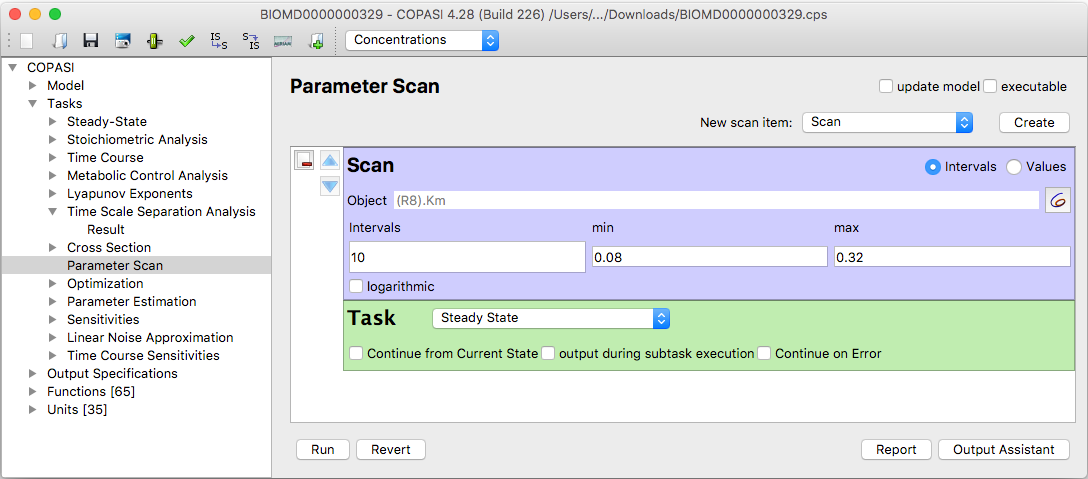 BIOMD0000000329 - COPASI 4.28 (Build 226) /Users/.../Downloads/BIOMD0000000329.cps
IS S S IS Concentrations
COPASI
Model
Tasks
Steady-State
Stoichiometric Analysis
Time Course
Metabolic Control Analysis
Lyapunov Exponents
Time Scale Separation Analysis
Result
Cross Section
Parameter Scan
Optimization
Parameter Estimation
Sensitivities
Linear Noise Approximation
Time Course Sensitivities
Output Specifications
Functions [65]
Units [35]
Parameter Scan update model executable
New scan item: Scan Create
Scan Intervals Values
Object (R8).Km
Intervals min max
10 0.08 0.32
logarithmic
Task Steady State
Continue from Current State output during subtask execution Continue on Error
Run Revert Report Output Assistant